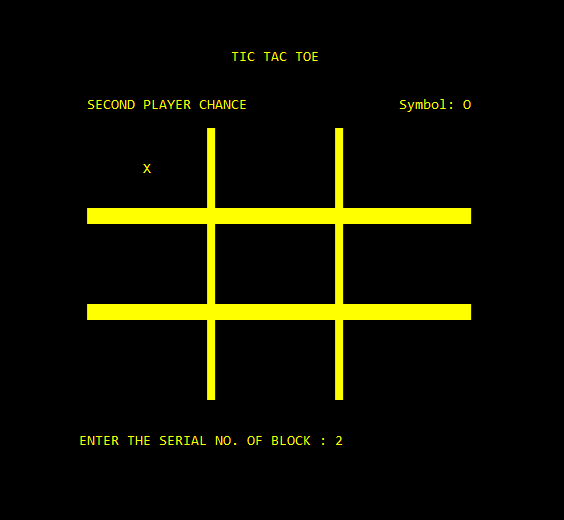 TIC TAC TOE
SECOND PLAYER CHANCE Symbol: O
X
ENTER THE SERIAL NO. OF BLOCK : 2